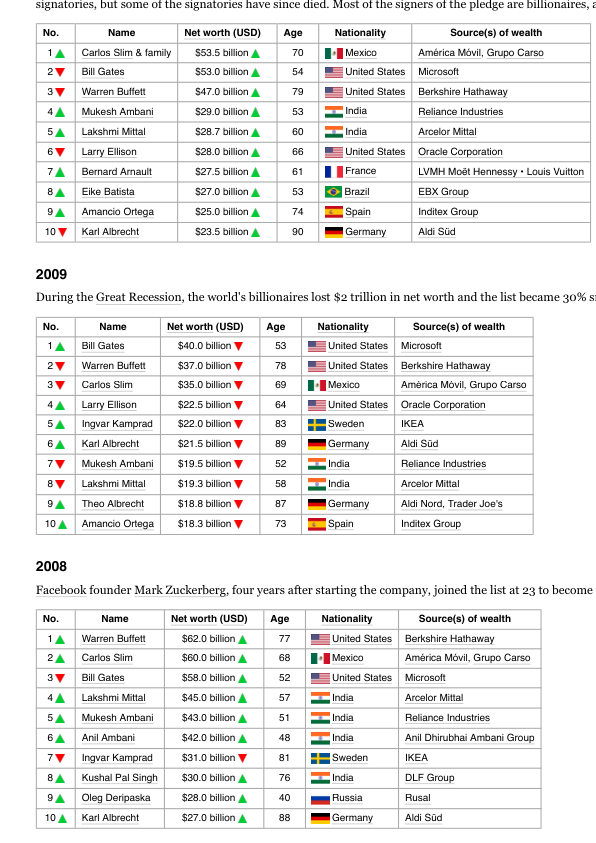 signatories, but some of the signatories have since died. Most of the signers of the pledge are billionaires,
No. Name Net worth (USD) Age Nationality Source(s) of wealth
1 ▲ Carlos Slim & family $53.5 billion ▲ 70 Mexico América Móvil, Grupo Carso
2 ▼ Bill Gates $53.0 billion ▲ 54 United States Microsoft
3 ▼ Warren Buffett $47.0 billion ▲ 79 United States Berkshire Hathaway
4 ▲ Mukesh Ambani $29.0 billion ▲ 53 India Reliance Industries
5 ▲ Lakshmi Mittal $28.7 billion ▲ 60 India Arcelor Mittal
6 ▼ Larry Ellison $28.0 billion ▲ 66 United States Oracle Corporation
7 ▲ Bernard Arnault $27.5 billion ▲ 61 France LVMH Moët Hennessy • Louis Vuitton
8 ▲ Eike Batista $27.0 billion ▲ 53 Brazil EBX Group
9 ▲ Amancio Ortega $25.0 billion ▲ 74 Spain Inditex Group
10 ▼ Karl Albrecht $23.5 billion ▲ 90 Germany Aldi Süd
2009
During the Great Recession, the world's billionaires lost $2 trillion in net worth and the list became 30%
No. Name Net worth (USD) Age Nationality Source(s) of wealth
1 ▲ Bill Gates $40.0 billion ▼ 53 United States Microsoft
2 ▼ Warren Buffett $37.0 billion ▼ 78 United States Berkshire Hathaway
3 ▼ Carlos Slim $35.0 billion ▼ 69 Mexico América Móvil, Grupo Carso
4 ▲ Larry Ellison $22.5 billion ▼ 64 United States Oracle Corporation
5 ▲ Ingvar Kamprad $22.0 billion ▼ 83 Sweden IKEA
6 ▲ Karl Albrecht $21.5 billion ▼ 89 Germany Aldi Süd
7 ▼ Mukesh Ambani $19.5 billion ▼ 52 India Reliance Industries
8 ▼ Lakshmi Mittal $19.3 billion ▼ 58 India Arcelor Mittal
9 ▲ Theo Albrecht $18.8 billion ▼ 87 Germany Aldi Nord, Trader Joe's
10 ▲ Amancio Ortega $18.3 billion ▼ 73 Spain Inditex Group
2008
Facebook founder Mark Zuckerberg, four years after starting the company, joined the list at 23 to become
No. Name Net worth (USD) Age Nationality Source(s) of wealth
1 ▲ Warren Buffett $62.0 billion ▲ 77 United States Berkshire Hathaway
2 ▲ Carlos Slim $60.0 billion ▲ 68 Mexico América Móvil, Grupo Carso
3 ▼ Bill Gates $58.0 billion ▲ 52 United States Microsoft
4 ▲ Lakshmi Mittal $45.0 billion ▲ 57 India Arcelor Mittal
5 ▲ Mukesh Ambani $43.0 billion ▲ 51 India Reliance Industries
6 ▲ Anil Ambani $42.0 billion ▲ 48 India Anil Dhirubhai Ambani Group
7 ▼ Ingvar Kamprad $31.0 billion ▼ 81 Sweden IKEA
8 ▲ Kushal Pal Singh $30.0 billion ▲ 76 India DLF Group
9 ▲ Oleg Deripaska $28.0 billion ▲ 40 Russia Rusal
10 ▲ Karl Albrecht $27.0 billion ▲ 88 Germany Aldi Süd